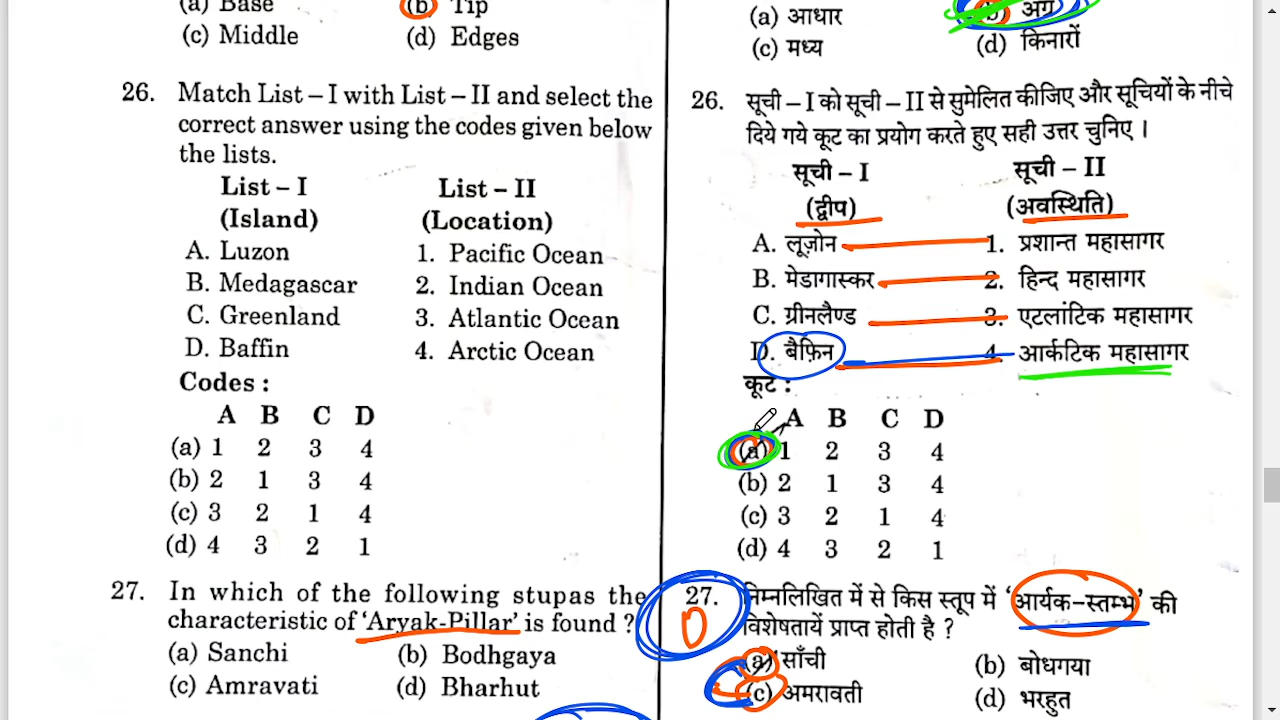 (a) Base (b) Tip
(c) Middle (d) Edges
26. Match List – I with List – II and select the
correct answer using the codes given below
the lists.
List – I List – II
(Island) (Location)
A. Luzon 1. Pacific Ocean
B. Medagascar 2. Indian Ocean
C. Greenland 3. Atlantic Ocean
D. Baffin 4. Arctic Ocean
Codes :
A B C D
(a) 1 2 3 4
(b) 2 1 3 4
(c) 3 2 1 4
(d) 4 3 2 1
27. In which of the following stupas the
characteristic of 'Aryak-Pillar' is found ?
(a) Sanchi (b) Bodhgaya
(c) Amravati (d) Bharhut
(a) आधार (b) अग्र
(c) मध्य (d) किनारों
26. सूची – I को सूची – II से सुमेलित कीजिए और सूचियों के नीचे
दिये गये कूट का प्रयोग करते हुए सही उत्तर चुनिए ।
सूची – I सूची – II
(द्वीप) (अवस्थिति)
A. लूज़ोन 1. प्रशान्त महासागर
B. मेडागास्कर 2. हिन्द महासागर
C. ग्रीनलैण्ड 3. एटलांटिक महासागर
D. बैफ़िन 4. आर्कटिक महासागर
कूट :
A B C D
(a) 1 2 3 4
(b) 2 1 3 4
(c) 3 2 1 4
(d) 4 3 2 1
27. निम्नलिखित में से किस स्तूप में 'आर्यक-स्तम्भ' की
विशेषतायें प्राप्त होती है ?
(a) साँची (b) बोधगया
(c) अमरावती (d) भरहुत